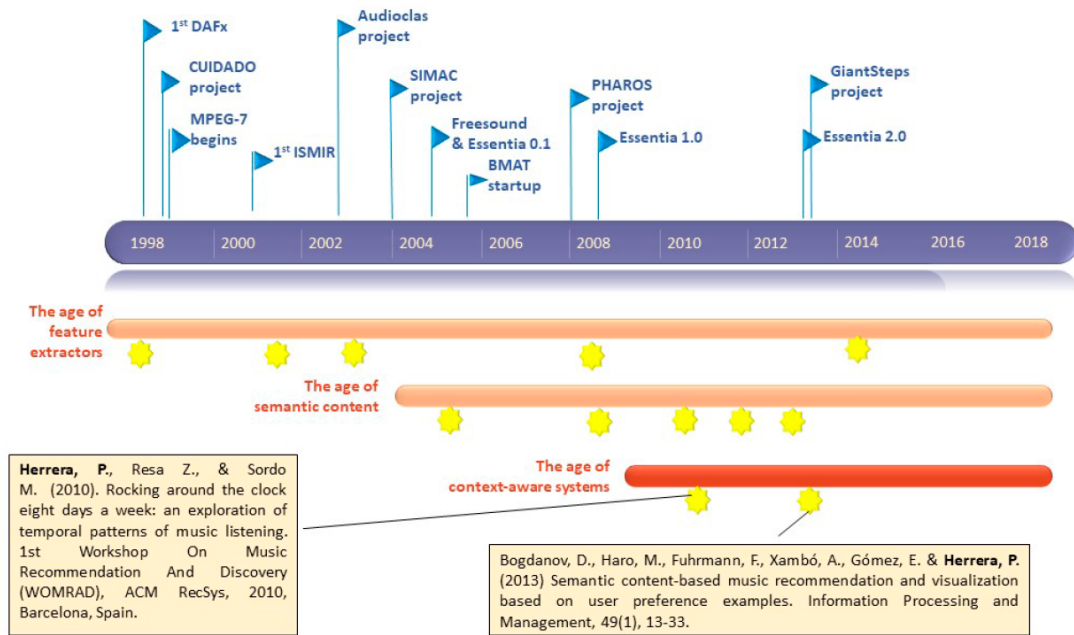 1st DAFx
Audioclas
project
CUIDADO
project
SIMAC
project
PHAROS
project
GiantSteps
project
MPEG-7
begins
1st ISMIR
Freesound
& Essentia 0.1
BMAT
startup
Essentia 1.0
Essentia 2.0
1998 2000 2002 2004 2006 2008 2010 2012 2014 2016 2018
The age of
feature
extractors
The age of
semantic content
The age of
context-aware systems
Herrera, P., Resa Z., & Sordo
M. (2010). Rocking around the clock
eight days a week: an exploration of
temporal patterns of music listening.
1st Workshop On Music
Recommendation And Discovery
(WOMRAD), ACM RecSys, 2010,
Barcelona, Spain.
Bogdanov, D., Haro, M., Fuhrmann, F., Xambó, A., Gómez, E. & Herrera, P.
(2013) Semantic content-based music recommendation and visualization
based on user preference examples. Information Processing and
Management, 49(1), 13-33.